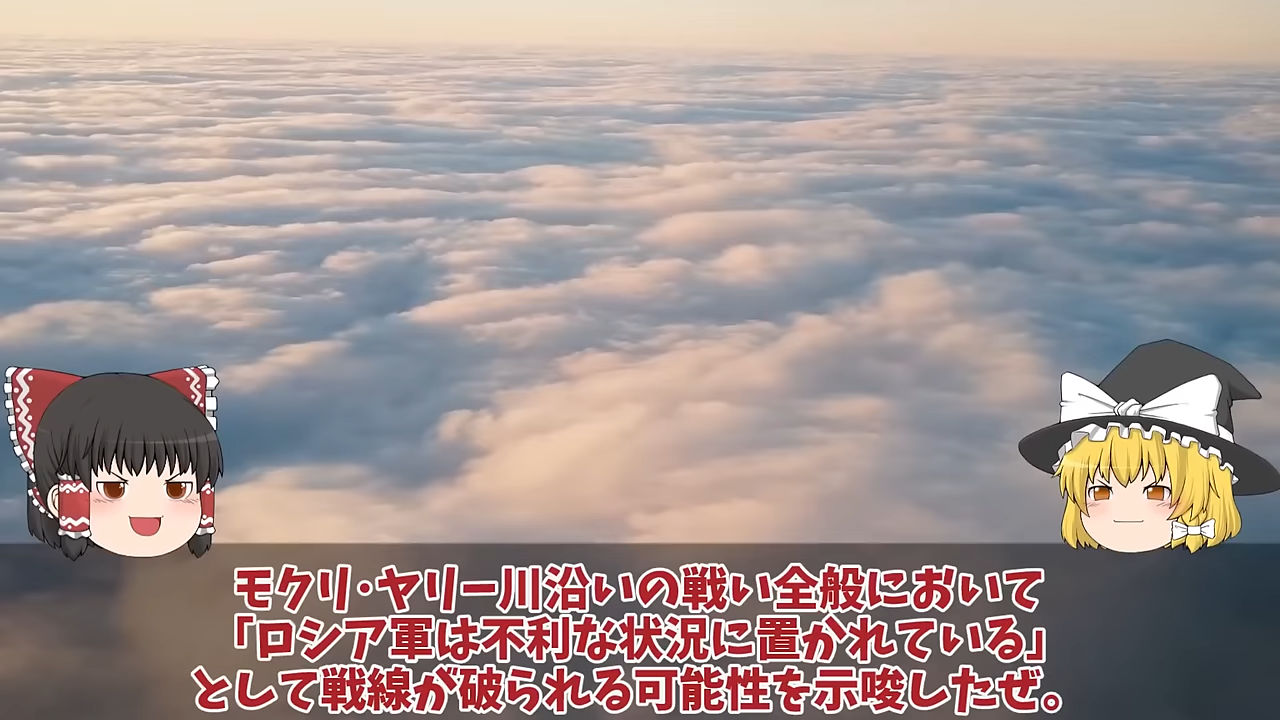 モクリ・ヤリー川沿いの戦い全般において
「ロシア軍は不利な状況に置かれている」
として戦線が破られる可能性を示唆したぜ。